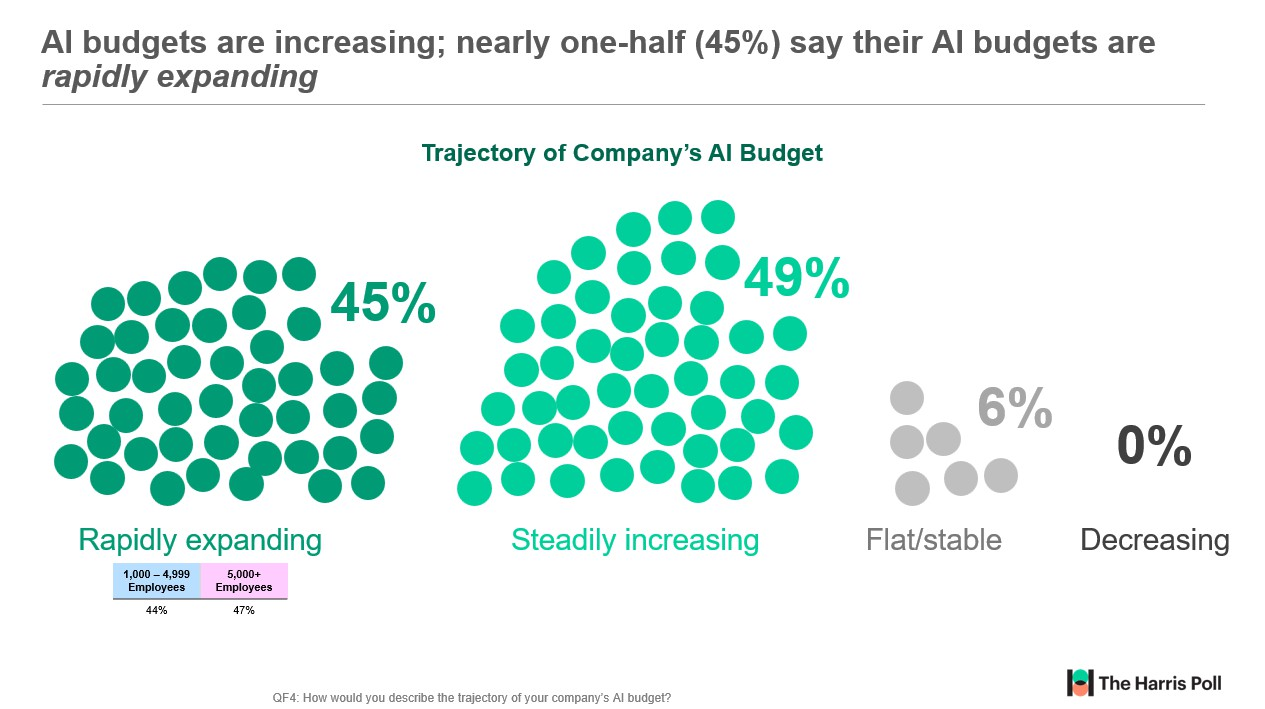 AI budgets are increasing; nearly one-half (45%) say their AI budgets are
rapidly expanding
Trajectory of Company’s AI Budget
45%
49%
6%
0%
Rapidly expanding
Steadily increasing
Flat/stable
Decreasing
1,000 – 4,999 Employees
5,000+ Employees
44%
47%
QF4: How would you describe the trajectory of your company’s AI budget?
The Harris Poll